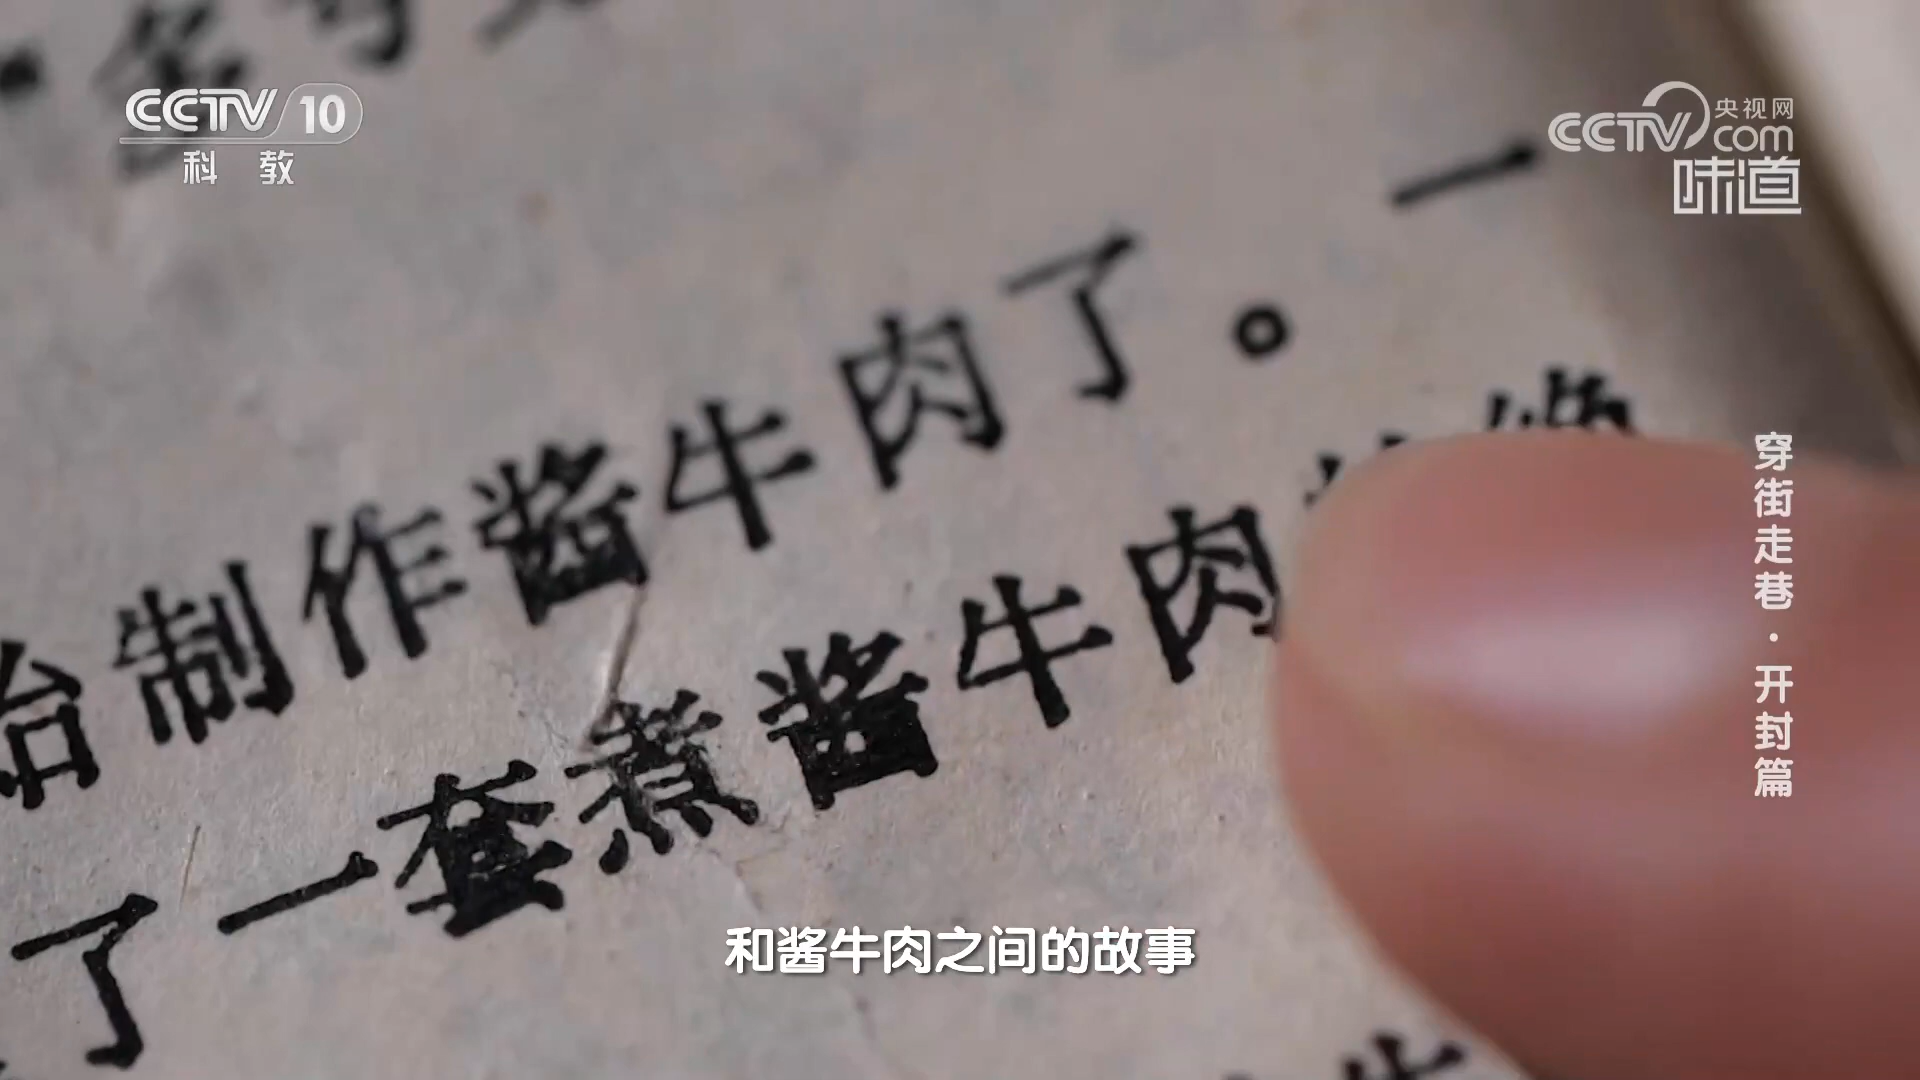 CCTV 10
科教
央视网
CCTV.com
味道
一
制作酱牛肉了。
了一套煮酱牛肉
穿街走巷·开封篇
和酱牛肉之间的故事